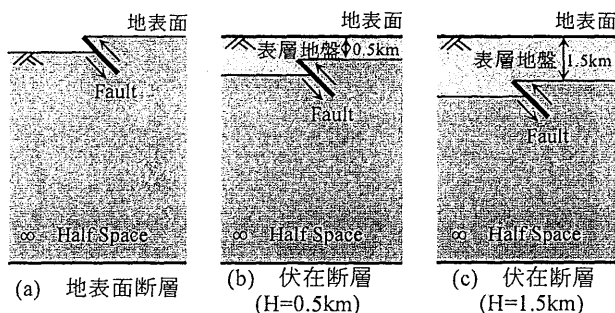 地表面
Fault
∞ Half Space
(a) 地表面断層
地表面
表層地盤
0.5km
Fault
∞ Half Space
(b) 伏在断層
(H=0.5km)
地表面
表層地盤
1.5km
Fault
∞ Half Space
(c) 伏在断層
(H=1.5km)